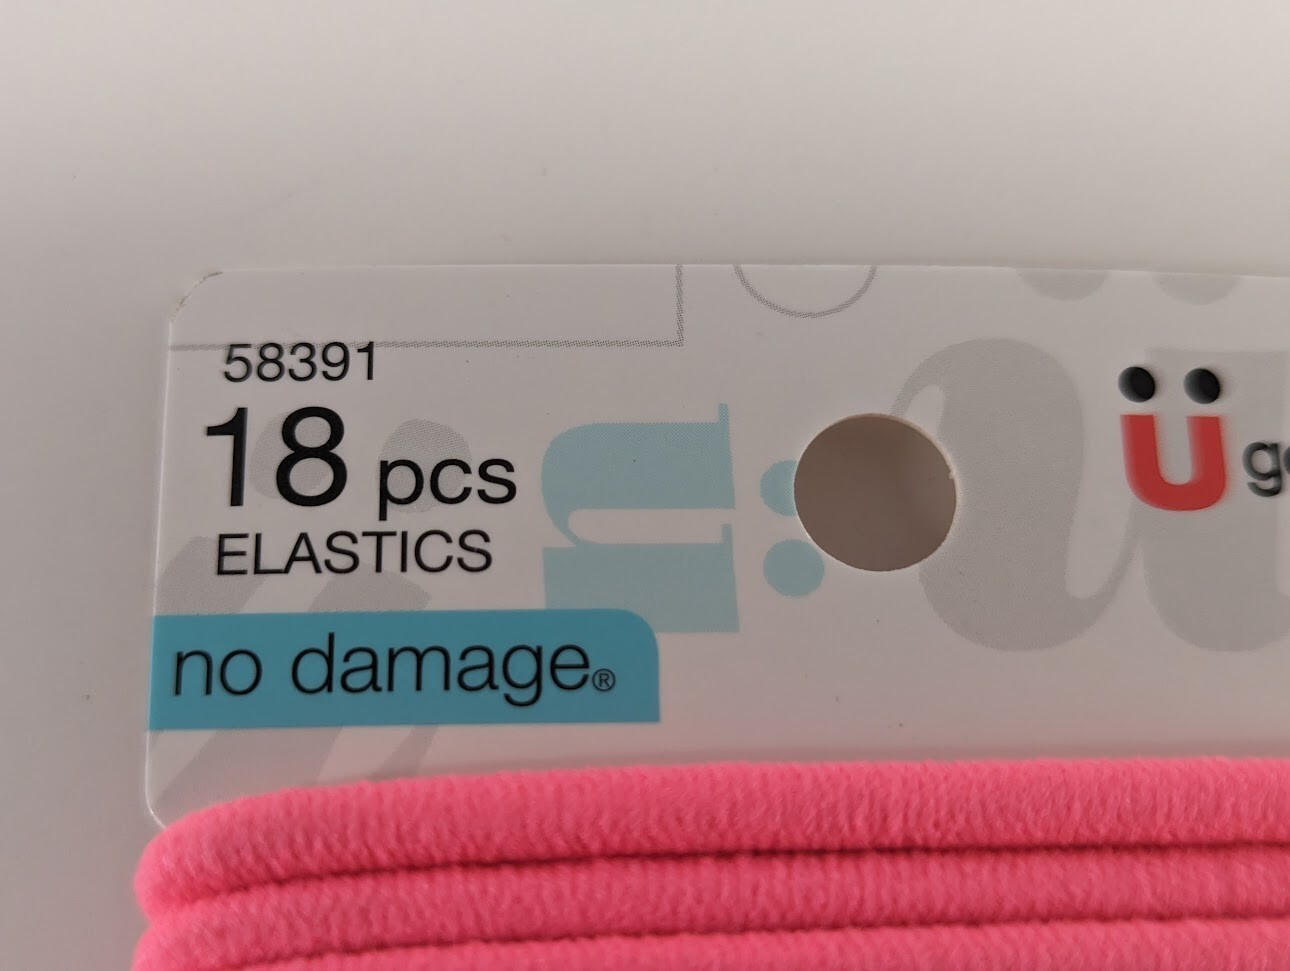 58391
18 pcs
ELASTICS
no damage®
ü